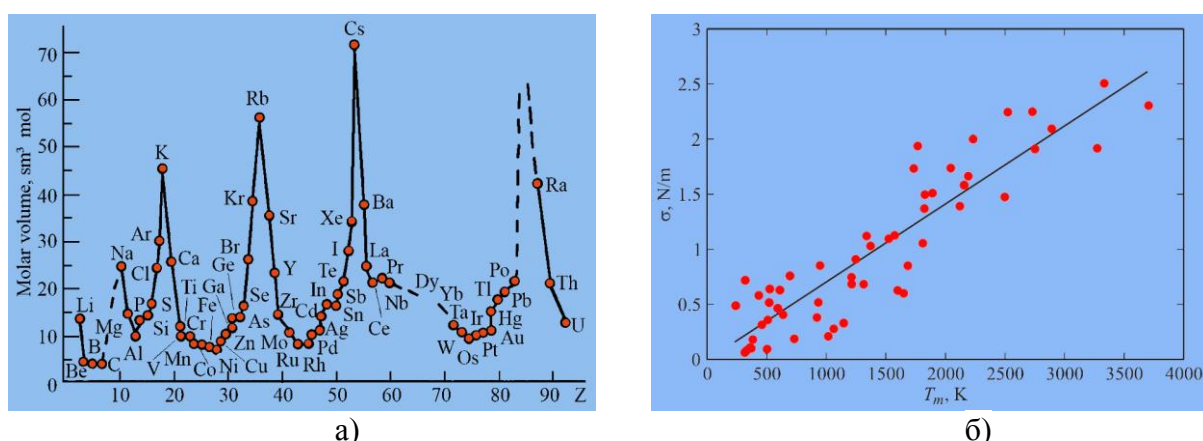 Molar volume, sm³ mol
70
60
50
40
30
20
10
0
10
20
30
40
50
60
70
80
90
Z
Li
Be
B
C
Na
Mg
Al
Si
P
S
Cl
Ar
K
Ca
Ti
V
Cr
Mn
Fe
Co
Ni
Cu
Zn
Ga
Ge
As
Se
Br
Kr
Rb
Sr
Y
Zr
Mo
Ru
Rh
Pd
Ag
Cd
In
Sn
Sb
Te
I
Xe
Cs
Ba
La
Ce
Pr
Nb
Dy
Yb
Ta
W
Os
Ir
Pt
Au
Hg
Tl
Pb
Po
Ra
Th
U
а)
σ, N/m
3
2.5
2
1.5
1
0.5
0
0
500
1000
1500
2000
2500
3000
3500
4000
Tm, K
б)